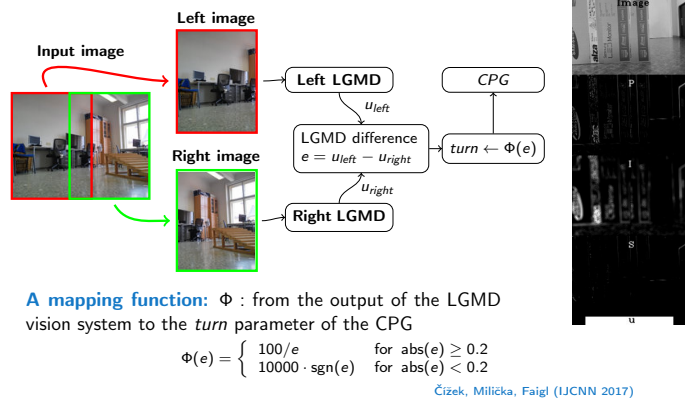 Left image
Input image
Left LGMD
CPG
u_left
LGMD difference
e = u_left − u_right
turn ← Φ(e)
Right image
u_right
Right LGMD
Image
alza
P
I
S
u
A mapping function: Φ : from the output of the LGMD
vision system to the turn parameter of the CPG
Φ(e) = { 100/e for abs(e) ≥ 0.2
10000 · sgn(e) for abs(e) < 0.2
Čížek, Milička, Faigl (IJCNN 2017)